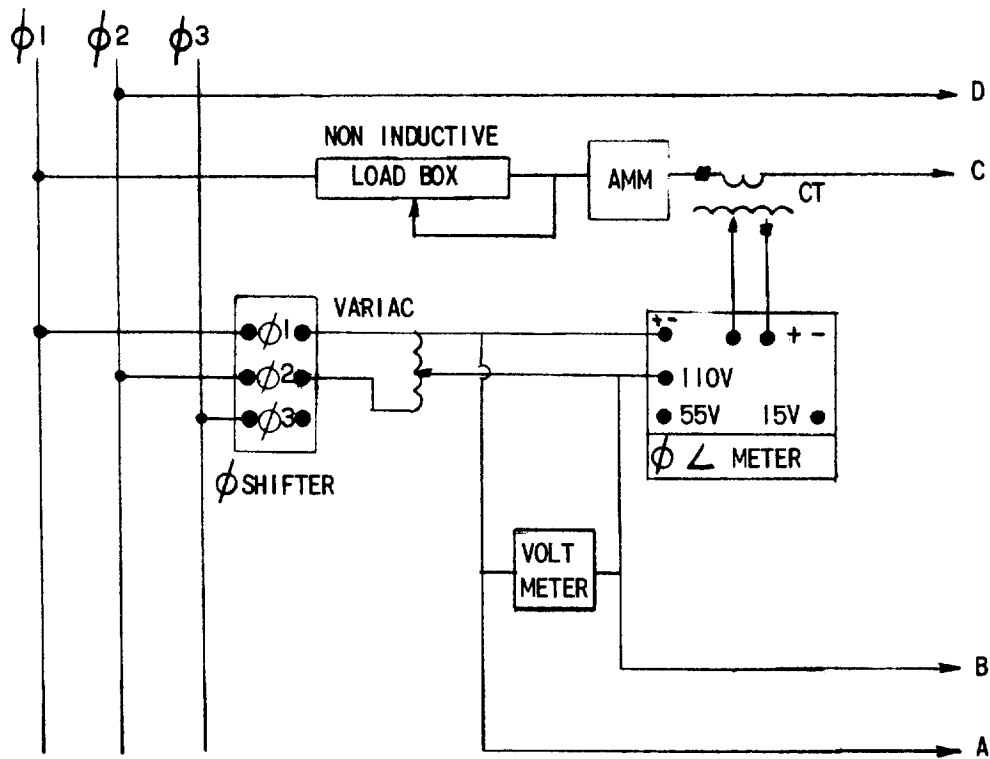 ϕ1 ϕ2 ϕ3
D
NON INDUCTIVE
LOAD BOX
AMM
C
CT
VARIAC
ϕ1
+-
+ -
ϕ2
110V
ϕ3
55V 15V
ϕ ∠ METER
ϕ SHIFTER
VOLT
METER
B
A